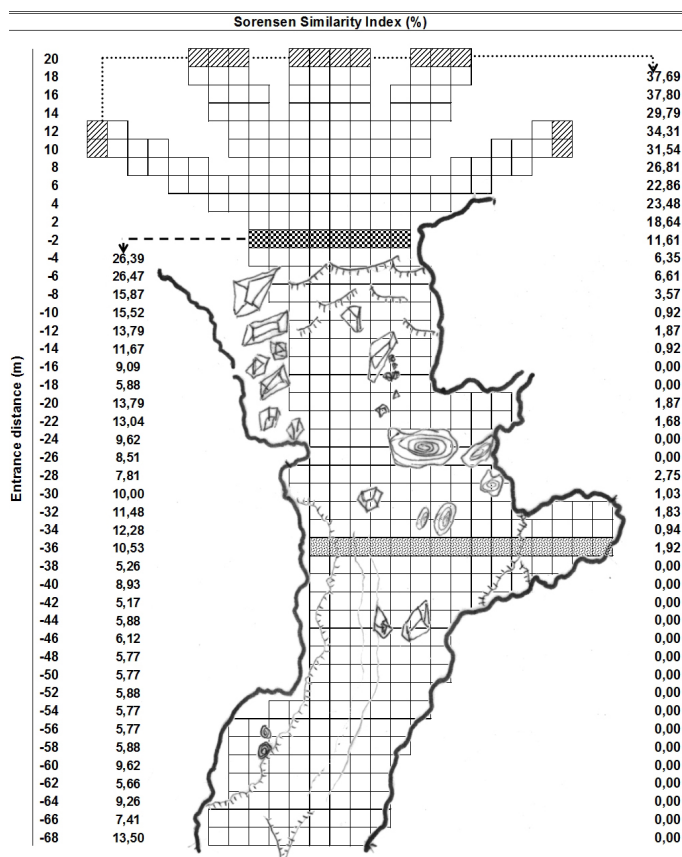 Sorensen Similarity Index (%)
Entrance distance (m)
20
18 37,69
16 37,80
14 29,79
12 34,31
10 31,54
8 26,81
6 22,86
4 23,48
2 18,64
-2 11,61
-4 26,39 6,35
-6 26,47 6,61
-8 15,87 3,57
-10 15,52 0,92
-12 13,79 1,87
-14 11,67 0,92
-16 9,09 0,00
-18 5,88 0,00
-20 13,79 1,87
-22 13,04 1,68
-24 9,62 0,00
-26 8,51 0,00
-28 7,81 2,75
-30 10,00 1,03
-32 11,48 1,83
-34 12,28 0,94
-36 10,53 1,92
-38 5,26 0,00
-40 8,93 0,00
-42 5,17 0,00
-44 5,88 0,00
-46 6,12 0,00
-48 5,77 0,00
-50 5,77 0,00
-52 5,88 0,00
-54 5,77 0,00
-56 5,77 0,00
-58 5,88 0,00
-60 9,62 0,00
-62 5,66 0,00
-64 9,26 0,00
-66 7,41 0,00
-68 13,50 0,00